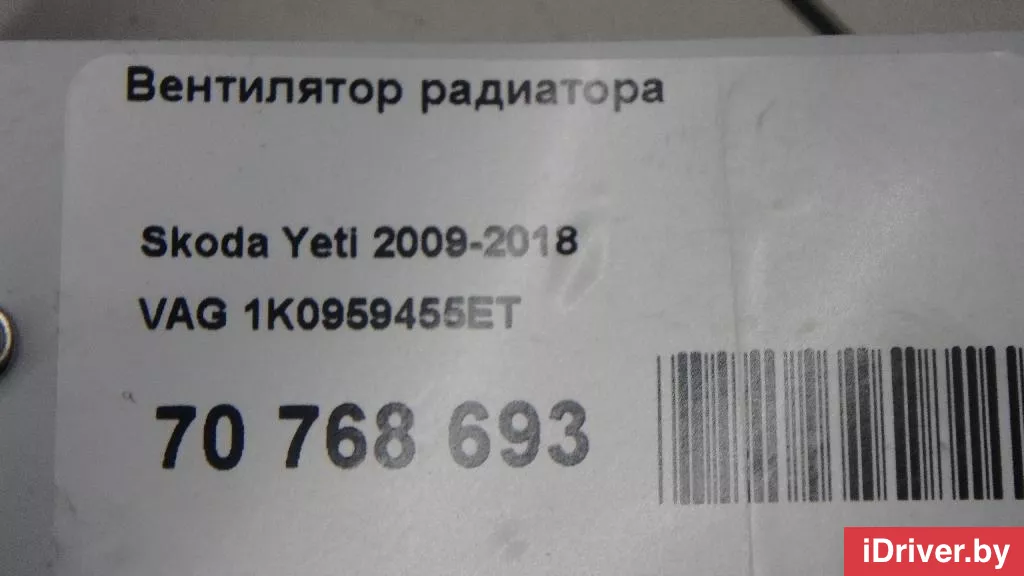 Вентилятор радиатора
Skoda Yeti 2009-2018
VAG 1K0959455ET
70 768 693
iDriver.by